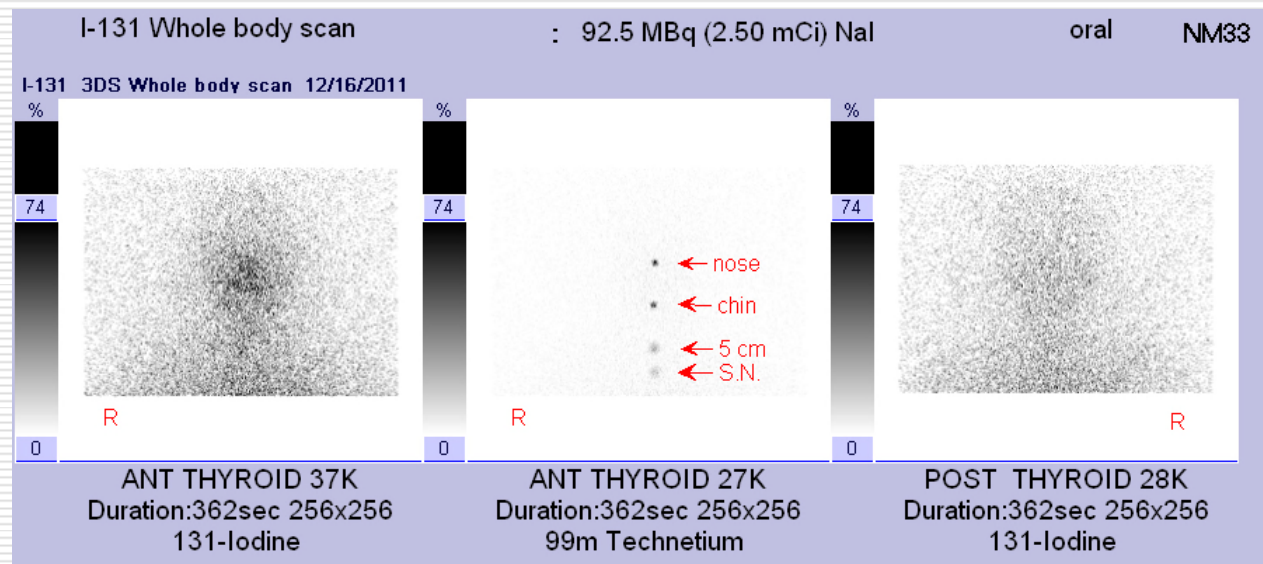 I-131 Whole body scan : 92.5 MBq (2.50 mCi) NaI oral NM33
I-131 3DS Whole body scan 12/16/2011
% % %
74 74 74
nose
chin
5 cm
S.N.
R R R
0 0 0
ANT THYROID 37K
Duration:362sec 256x256
131-Iodine
ANT THYROID 27K
Duration:362sec 256x256
99m Technetium
POST THYROID 28K
Duration:362sec 256x256
131-Iodine